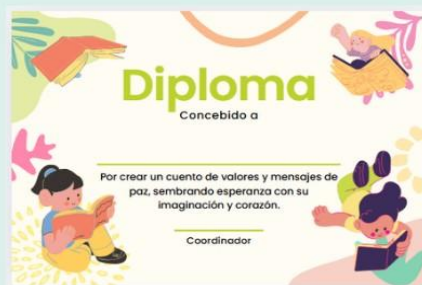 Diploma
Concebido a
Por crear un cuento de valores y mensajes de
paz, sembrando esperanza con su
imaginación y corazón.
Coordinador